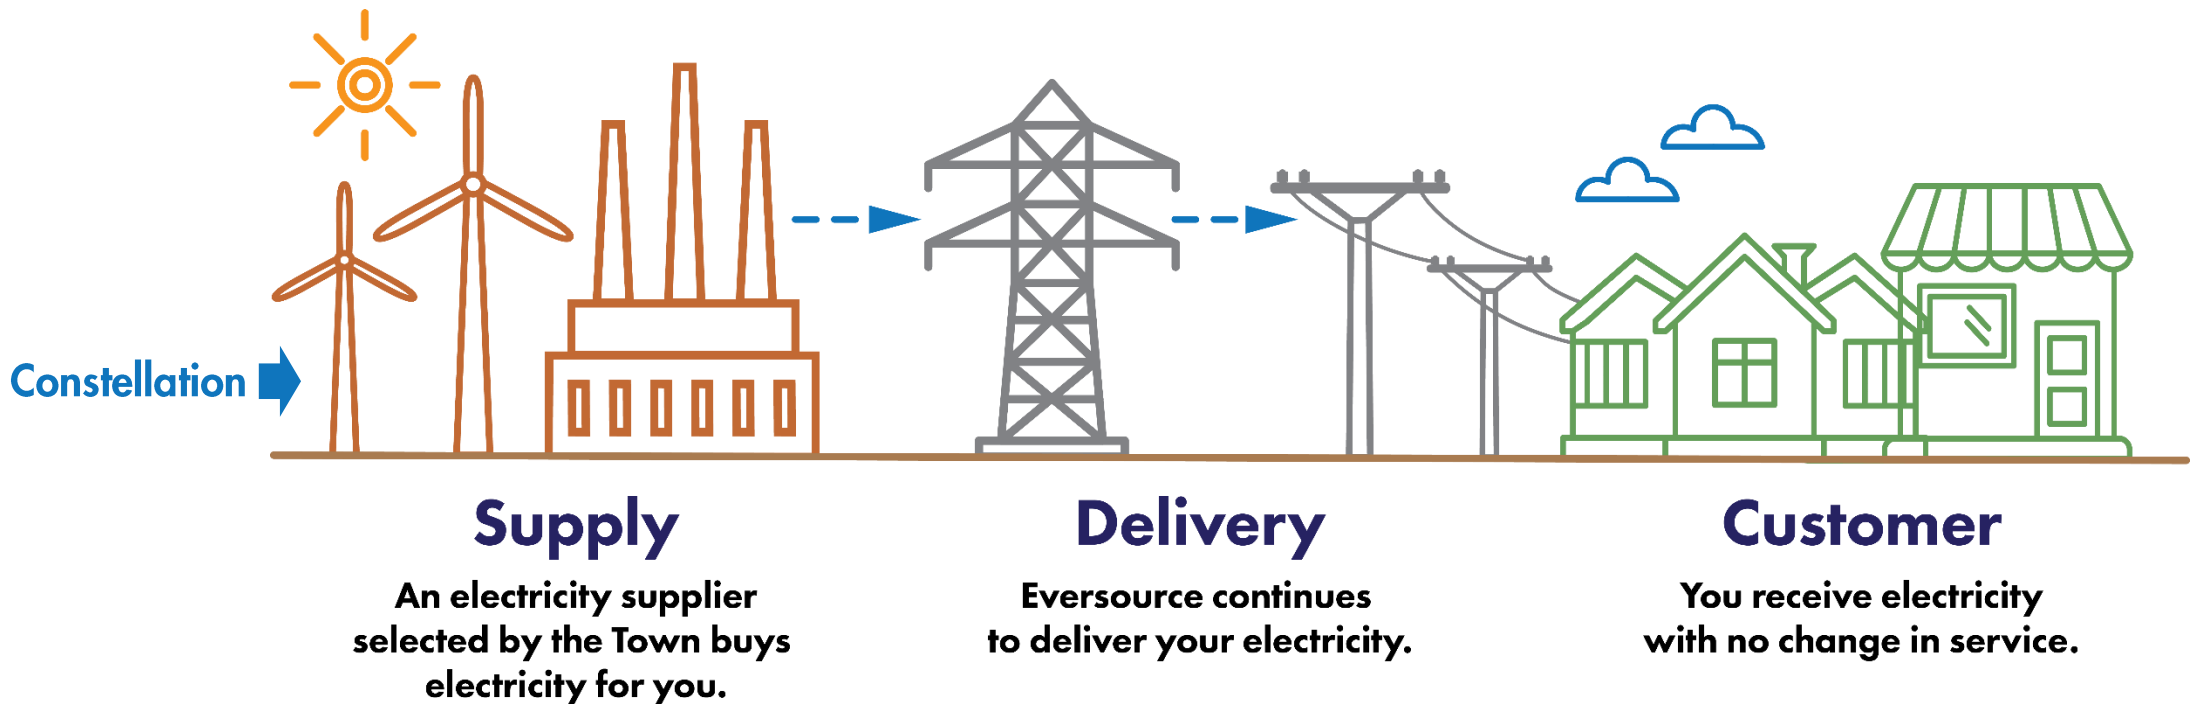 Constellation
Supply
An electricity supplier
selected by the Town buys
electricity for you.
Delivery
Eversource continues
to deliver your electricity.
Customer
You receive electricity
with no change in service.